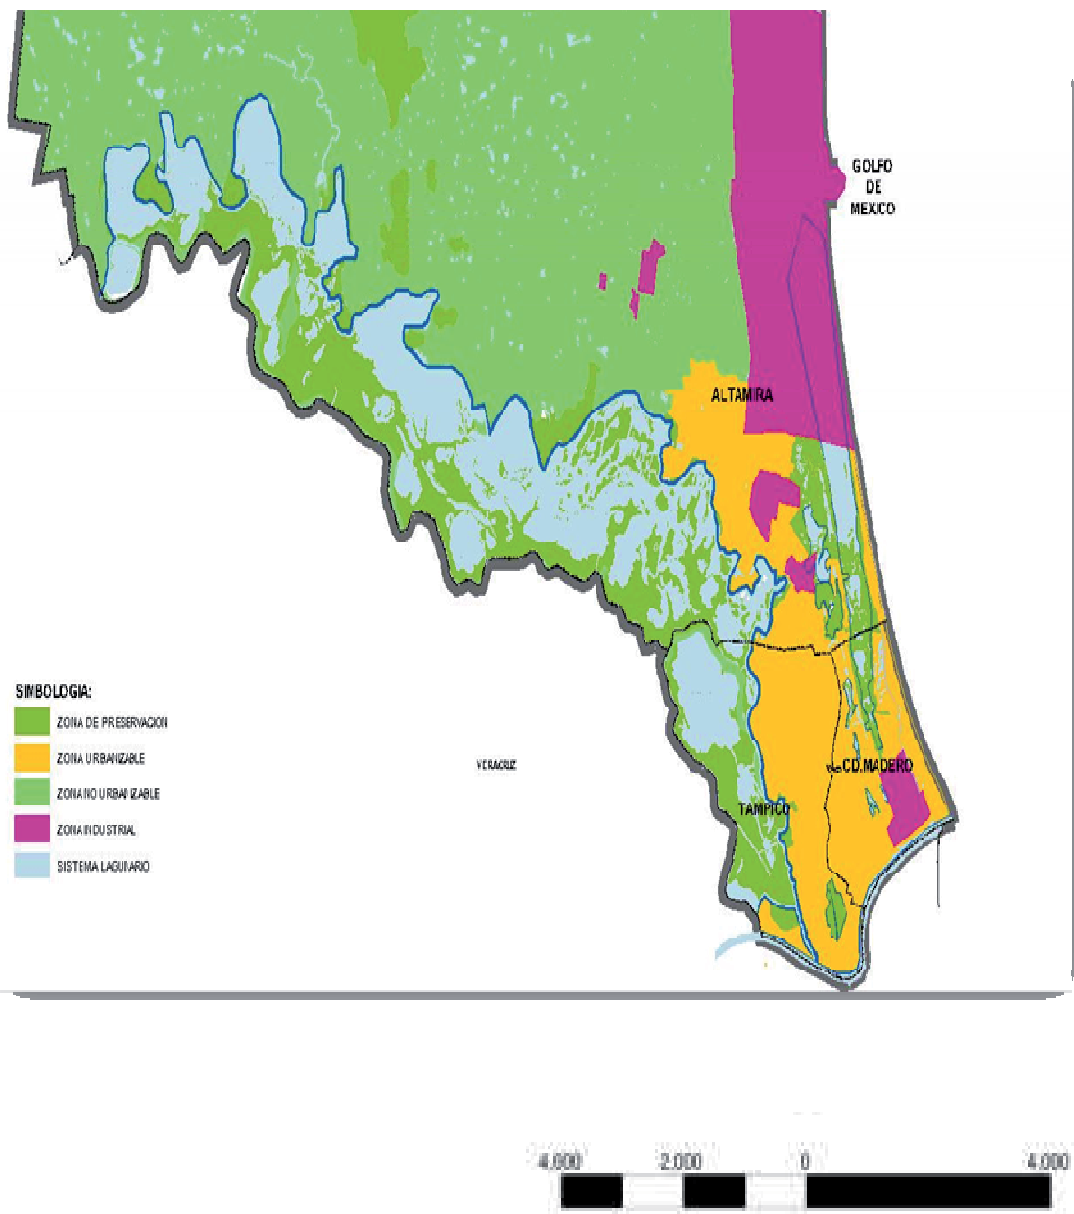 GOLFO
DE
MEXICO
ALTAMIRA
SIMBOLOGIA:
ZONA DE PRESERVACION
ZONA URBANIZABLE
ZONA NO URBANIZABLE
ZONA INDUSTRIAL
SISTEMA LAGUNARIO
VERACRUZ
CD.MADERO
TAMPICO
4,000 2,000 0 4,000